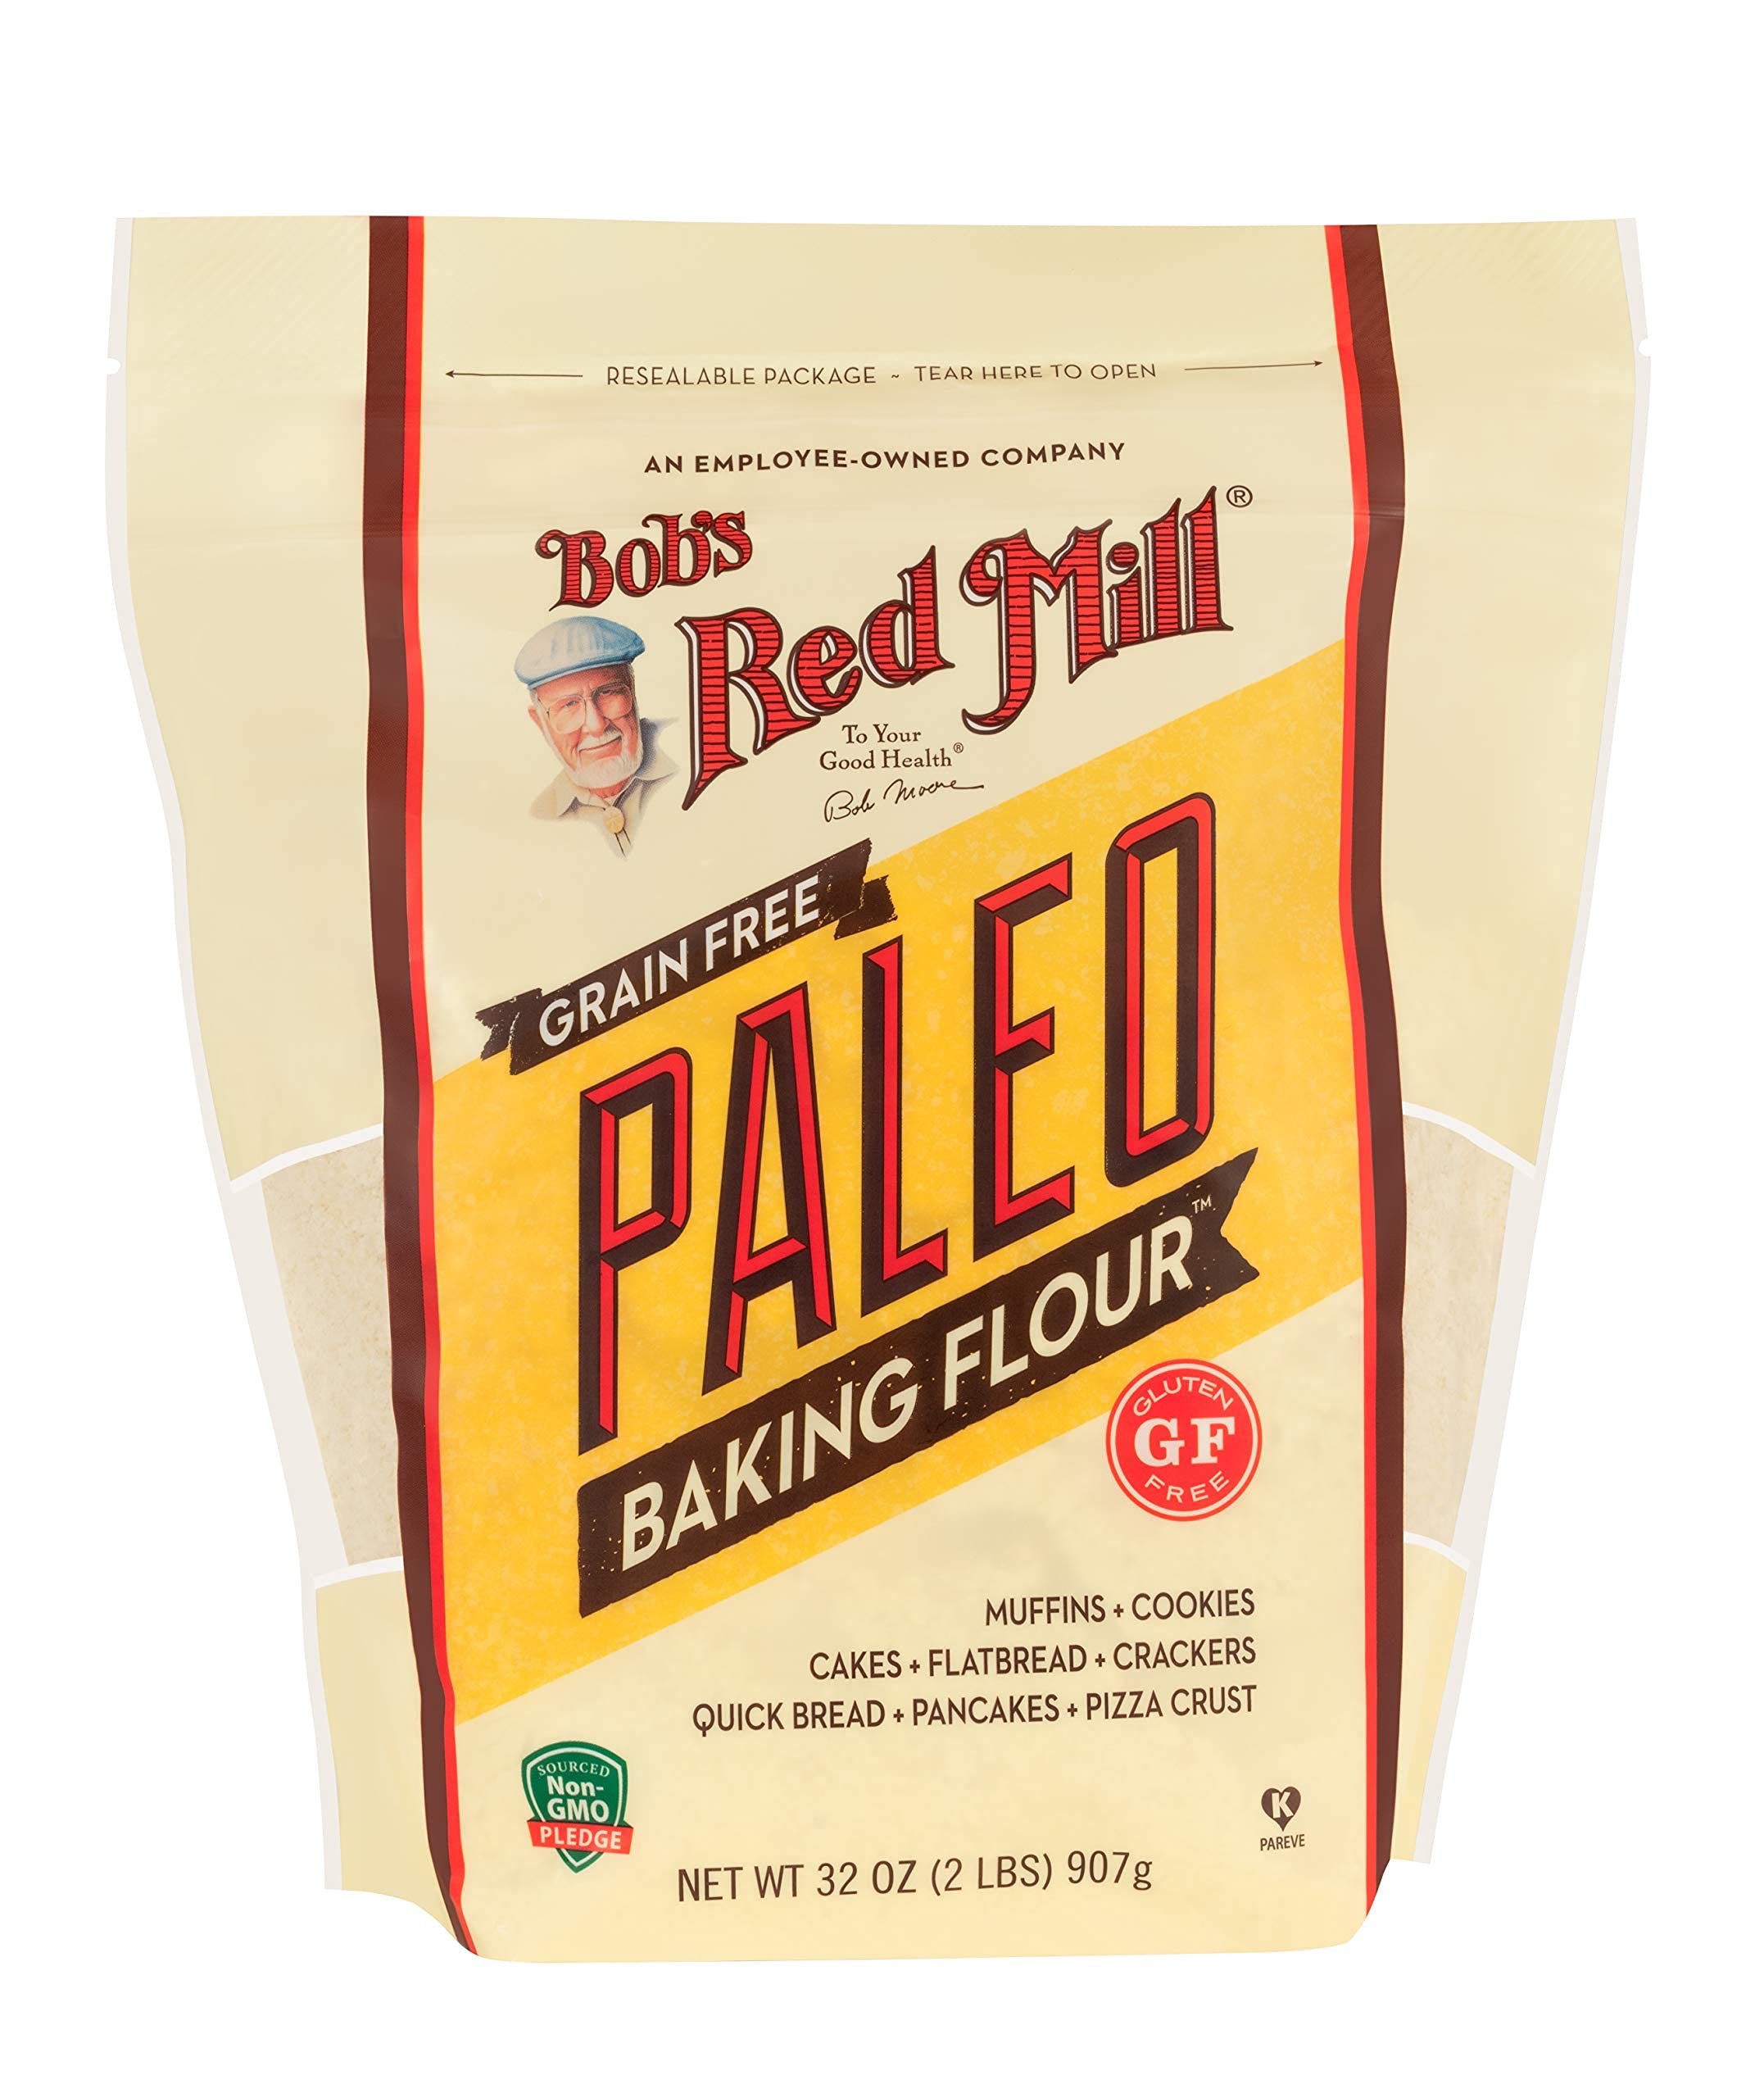 RESEALABLE PACKAGE ~ TEAR HERE TO OPEN
AN EMPLOYEE-OWNED COMPANY
Bob's
Red Mill®
To Your
Good Health®
Bob Moore
GRAIN FREE
PALEO
BAKING FLOUR™
GLUTEN
GF
FREE
MUFFINS + COOKIES
CAKES + FLATBREAD + CRACKERS
QUICK BREAD + PANCAKES + PIZZA CRUST
SOURCED
Non-
GMO
PLEDGE
K
PAREVE
NET WT 32 OZ (2 LBS) 907g